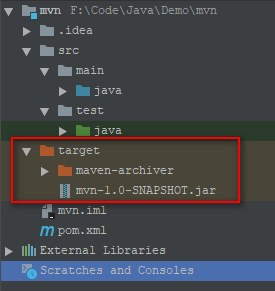 mvn F:\Code\Java\Demo\mvn
.idea
src
main
java
test
java
target
maven-archiver
mvn-1.0-SNAPSHOT.jar
mvn.iml
m pom.xml
External Libraries
Scratches and Consoles